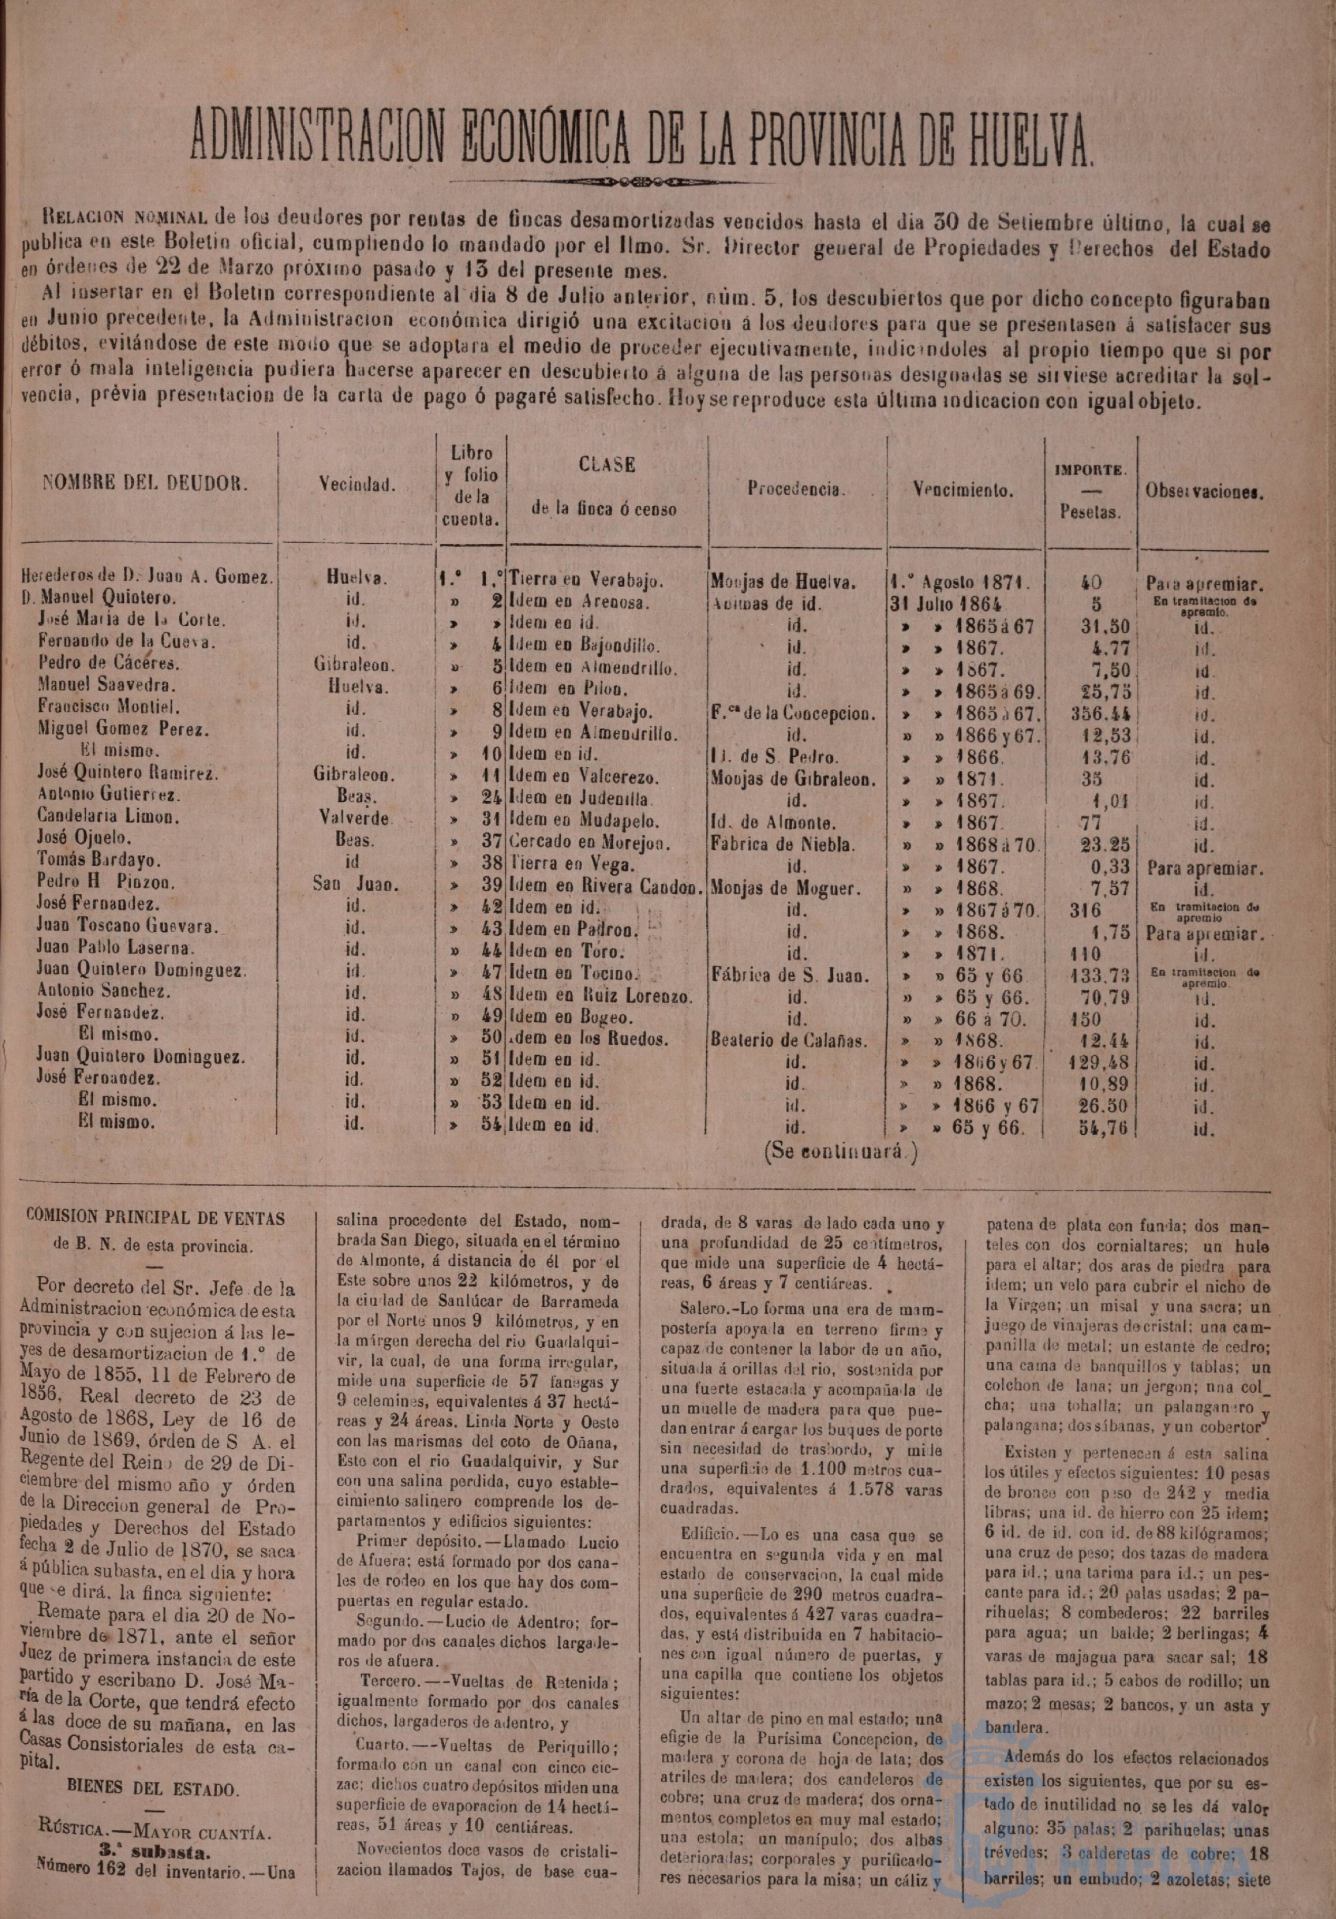 ADMINISTRACION ECONÓMICA DE LA PROVINCIA DE HUELVA.
RELACION NOMINAL de los deudores por rentas de fincas desamortizadas vencidos hasta el dia 30 de Setiembre último, la cual se
publica en este Boletin oficial, cumpliendo lo mandado por el Ilmo. Sr. Director general de Propiedades y Derechos del Estado
en órdenes de 22 de Marzo próximo pasado y 13 del presente mes.
Al insertar en el Boletin correspondiente al dia 8 de Julio anterior, núm. 5, los descubiertos que por dicho concepto figuraban
en Junio precedente, la Administracion económica dirigió una excitacion á los deudores para que se presentasen á satisfacer sus
débitos, evitándose de este modo que se adoptara el medio de proceder ejecutivamente, indicándoles al propio tiempo que si por
error ó mala inteligencia pudiera hacerse aparecer en descubierto á alguna de las personas designadas se sirviese acreditar la sol-
vencia, prévia presentacion de la carta de pago ó pagaré satisfecho. Hoy se reproduce esta última indicacion con igual objeto.
NOMBRE DEL DEUDOR. Vecindad. Libro y folio de la cuenta. CLASE de la finca ó censo Procedencia. Vencimiento. IMPORTE. — Pesetas. Observaciones.
Herederos de D. Juan A. Gomez. Huelva. 1.º 1.º Tierra en Verabajo. Monjas de Huelva. 1.º Agosto 1871. 40 Para apremiar.
D. Manuel Quintero. id. » 2 Idem en Arenosa. Animas de id. 31 Julio 1864 5 En tramitacion de apremio.
José Maria de la Corte. id. » » Idem en id. id. » » 1865 á 67 31,50 id.
Fernando de la Cueva. id. » 4 Idem en Bajondillo. id. » » 1867. 4.77 id.
Pedro de Cácéres. Gibraleon. » 5 Idem en Almendrillo. id. » » 1867. 7,50 id.
Manuel Saavedra. Huelva. » 6 Idem en Pilon. id. » » 1865 á 69. 25,75 id.
Francisco Montiel. id. » 8 Idem en Verabajo. F.ca de la Concepcion. » » 1865 á 67. 356.44 id.
Miguel Gomez Perez. id. » 9 Idem en Almendrillo. id. » » 1866 y 67. 12,53 id.
El mismo. id. » 10 Idem en id. Id. de S. Pedro. » » 1866. 13,76 id.
José Quintero Ramirez. Gibraleon. » 11 Idem en Valcerezo. Monjas de Gibraleon. » » 1871. 35 id.
Antonio Gutierrez. Beas. » 24 Idem en Judenilla. id. » » 1867. 1,01 id.
Candelaria Limon. Valverde. » 31 Idem en Mudapelo. Id. de Almonte. » » 1867. 77 id.
José Ojuelo. Beas. » 37 Cercado en Morejon. Fabrica de Niebla. » » 1868 á 70. 23.25 id.
Tomás Bardayo. id » 38 Tierra en Vega. id. » » 1867. 0,33 Para apremiar.
Pedro H Pinzon. San Juan. » 39 Idem en Rivera Candon. Monjas de Moguer. » » 1868. 7,57 id.
José Fernandez. id. » 42 Idem en id. id. » » 1867 á 70. 316 En tramitacion de apremio
Juan Toscano Guevara. id. » 43 Idem en Padron. id. » » 1868. 1,75 Para apremiar.
Juan Pablo Laserna. id. » 44 Idem en Toro. id. » » 1871. 110 id.
Juan Quintero Dominguez. id. » 47 Idem en Tocino. Fábrica de S. Juan. » » 65 y 66. 133,73 En tramitacion de apremio.
Antonio Sanchez. id. » 48 Idem en Ruiz Lorenzo. id. » » 65 y 66. 70,79 id.
José Fernandez. id. » 49 Idem en Bogeo. id. » » 66 á 70. 150 id.
El mismo. id. » 50 .dem en los Ruedos. Beaterio de Calañas. » » 1868. 12,44 id.
Juan Quintero Dominguez. id. » 51 Idem en id. id. » » 1866 y 67. 129,48 id.
José Fernandez. id. » 52 Idem en id. id. » » 1868. 10,89 id.
El mismo. id. » 53 Idem en id. id. » » 1866 y 67 26.50 id.
El mismo. id. » 54 Idem en id. id. » » 65 y 66. 54,76 id.
(Se continuará.)
COMISION PRINCIPAL DE VENTAS
de B. N. de esta provincia.
—
Por decreto del Sr. Jefe de la
Administracion económica de esta
provincia y con sujecion á las le-
yes de desamortizacion de 1.º de
Mayo de 1855, 11 de Febrero de
1856, Real decreto de 23 de
Agosto de 1868, Ley de 16 de
Junio de 1869, órden de S A. el
Regente del Reino de 29 de Di-
ciembre del mismo año y órden
de la Direccion general de Pro-
piedades y Derechos del Estado
fecha 2 de Julio de 1870, se saca
á pública subasta, en el dia y hora
que se dirá, la finca siguiente:
Remate para el dia 20 de No-
viembre de 1871, ante el señor
Juez de primera instancia de este
partido y escribano D. José Ma-
ría de la Corte, que tendrá efecto
á las doce de su mañana, en las
Casas Consistoriales de esta ca-
pital.
BIENES DEL ESTADO.
—
RÚSTICA.—MAYOR CUANTÍA.
3.ª subasta.
Número 162 del inventario.—Una
salina procedente del Estado, nom-
brada San Diego, situada en el término
de Almonte, á distancia de él por el
Este sobre unos 22 kilómetros, y de
la ciudad de Sanlúcar de Barrameda
por el Norte unos 9 kilómetros, y en
la márgen derecha del rio Guadalqui-
vir, la cual, de una forma irregular,
mide una superficie de 57 fanegas y
9 celemines, equivalentes á 37 hectá-
reas y 24 áreas. Linda Norte y Oeste
con las marismas del coto de Oñana,
Este con el rio Guadalquivir, y Sur
con una salina perdida, cuyo estable-
cimiento salinero comprende los de-
partamentos y edificios siguientes:
Primer depósito.—Llamado Lucio
de Afuera; está formado por dos cana-
les de rodeo en los que hay dos com-
puertas en regular estado.
Segundo.—Lucio de Adentro; for-
mado por dos canales dichos largade-
ros de afuera.
Tercero.—-Vueltas de Retenida;
igualmente formado por dos canales
dichos, largaderos de adentro, y
Cuarto.—-Vueltas de Periquillo;
formado con un canal con cinco cic-
zac; dichos cuatro depósitos miden una
superficie de evaporacion de 14 hectá-
reas, 51 áreas y 10 centiáreas.
Novecientos doce vasos de cristali-
zacion llamados Tajos, de base cua-
drada, de 8 varas de lado cada uno y
una profundidad de 25 centímetros,
que mide una superficie de 4 hectá-
reas, 6 áreas y 7 centiáreas.
Salero.-Lo forma una era de mam-
postería apoyada en terreno firme y
capaz de contener la labor de un año,
situada á orillas del rio, sostenida por
una fuerte estacada y acompañada de
un muelle de madera para que pue-
dan entrar á cargar los buques de porte
sin necesidad de trasbordo, y mide
una superficie de 1.100 metros cua-
drados, equivalentes á 1.578 varas
cuadradas.
Edificio.—Lo es una casa que se
encuentra en segunda vida y en mal
estado de conservacion, la cual mide
una superficie de 290 metros cuadra-
dos, equivalentes á 427 varas cuadra-
das, y está distribuida en 7 habitacio-
nes con igual número de puertas, y
una capilla que contiene los objetos
siguientes:
Un altar de pino en mal estado; una
efigie de la Purísima Concepcion, de
madera y corona de hoja de lata; dos
atriles de madera; dos candeleros de
cobre; una cruz de madera; dos orna-
mentos completos en muy mal estado;
una estola; un manípulo; dos albas
deterioradas; corporales y purificado-
res necesarios para la misa; un cáliz y
patena de plata con funda; dos man-
teles con dos cornialtares; un hule
para el altar; dos aras de piedra para
idem; un velo para cubrir el nicho de
la Virgen; un misal y una sacra; un
juego de vinajeras de cristal; una cam-
panilla de metal; un estante de cedro;
una cama de banquillos y tablas; un
colchon de lana; un jergon; una col_
cha; una tohalla; un palanganero y
palangana; dos sábanas, y un cobertor
Existen y pertenecen á esta salina
los útiles y efectos siguientes: 10 pesas
de bronce con peso de 242 y media
libras; una id. de hierro con 25 idem;
6 id. de id. con id. de 88 kilógramos;
una cruz de peso; dos tazas de madera
para id.; una tarima para id.; un pes-
cante para id.; 20 palas usadas; 2 pa-
rihuelas; 8 combederos; 22 barriles
para agua; un balde; 2 berlingas; 4
varas de majagua para sacar sal; 18
tablas para id.; 5 cabos de rodillo; un
mazo; 2 mesas; 2 bancos, y un asta y
bandera.
Además do los efectos relacionados
existen los siguientes, que por su es-
tado de inutilidad no se les dá valor
alguno: 35 palas; 2 parihuelas; unas
trévedes; 3 calderetas de cobre; 18
barriles; un embudo; 2 azoletas; siete